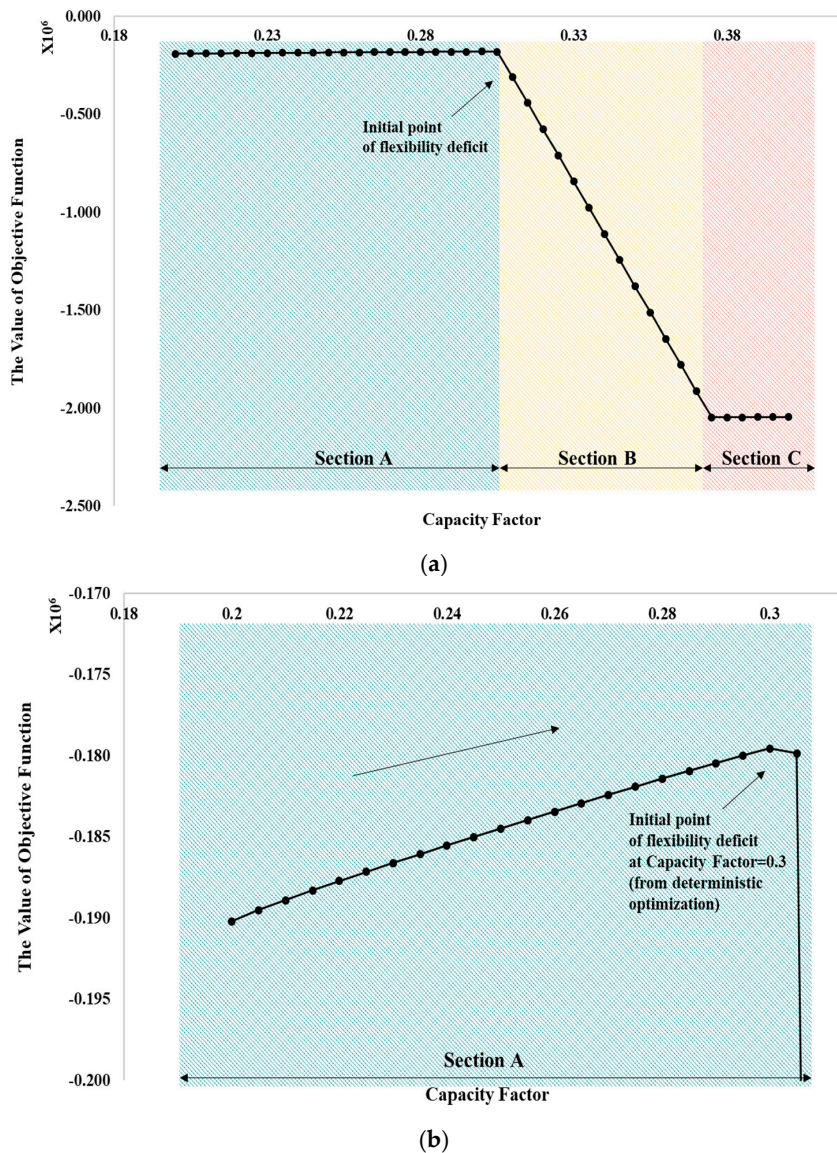 X10⁶
0.000
0.18
0.23
0.28
0.33
0.38
-0.500
-1.000
-1.500
-2.000
-2.500
The Value of Objective Function
Initial point
of flexibility deficit
Section A
Section B
Section C
Capacity Factor
(a)
X10⁶
-0.170
0.18
0.2
0.22
0.24
0.26
0.28
0.3
-0.175
-0.180
-0.185
-0.190
-0.195
-0.200
The Value of Objective Function
Initial point
of flexibility deficit
at Capacity Factor=0.3
(from deterministic
optimization)
Section A
Capacity Factor
(b)